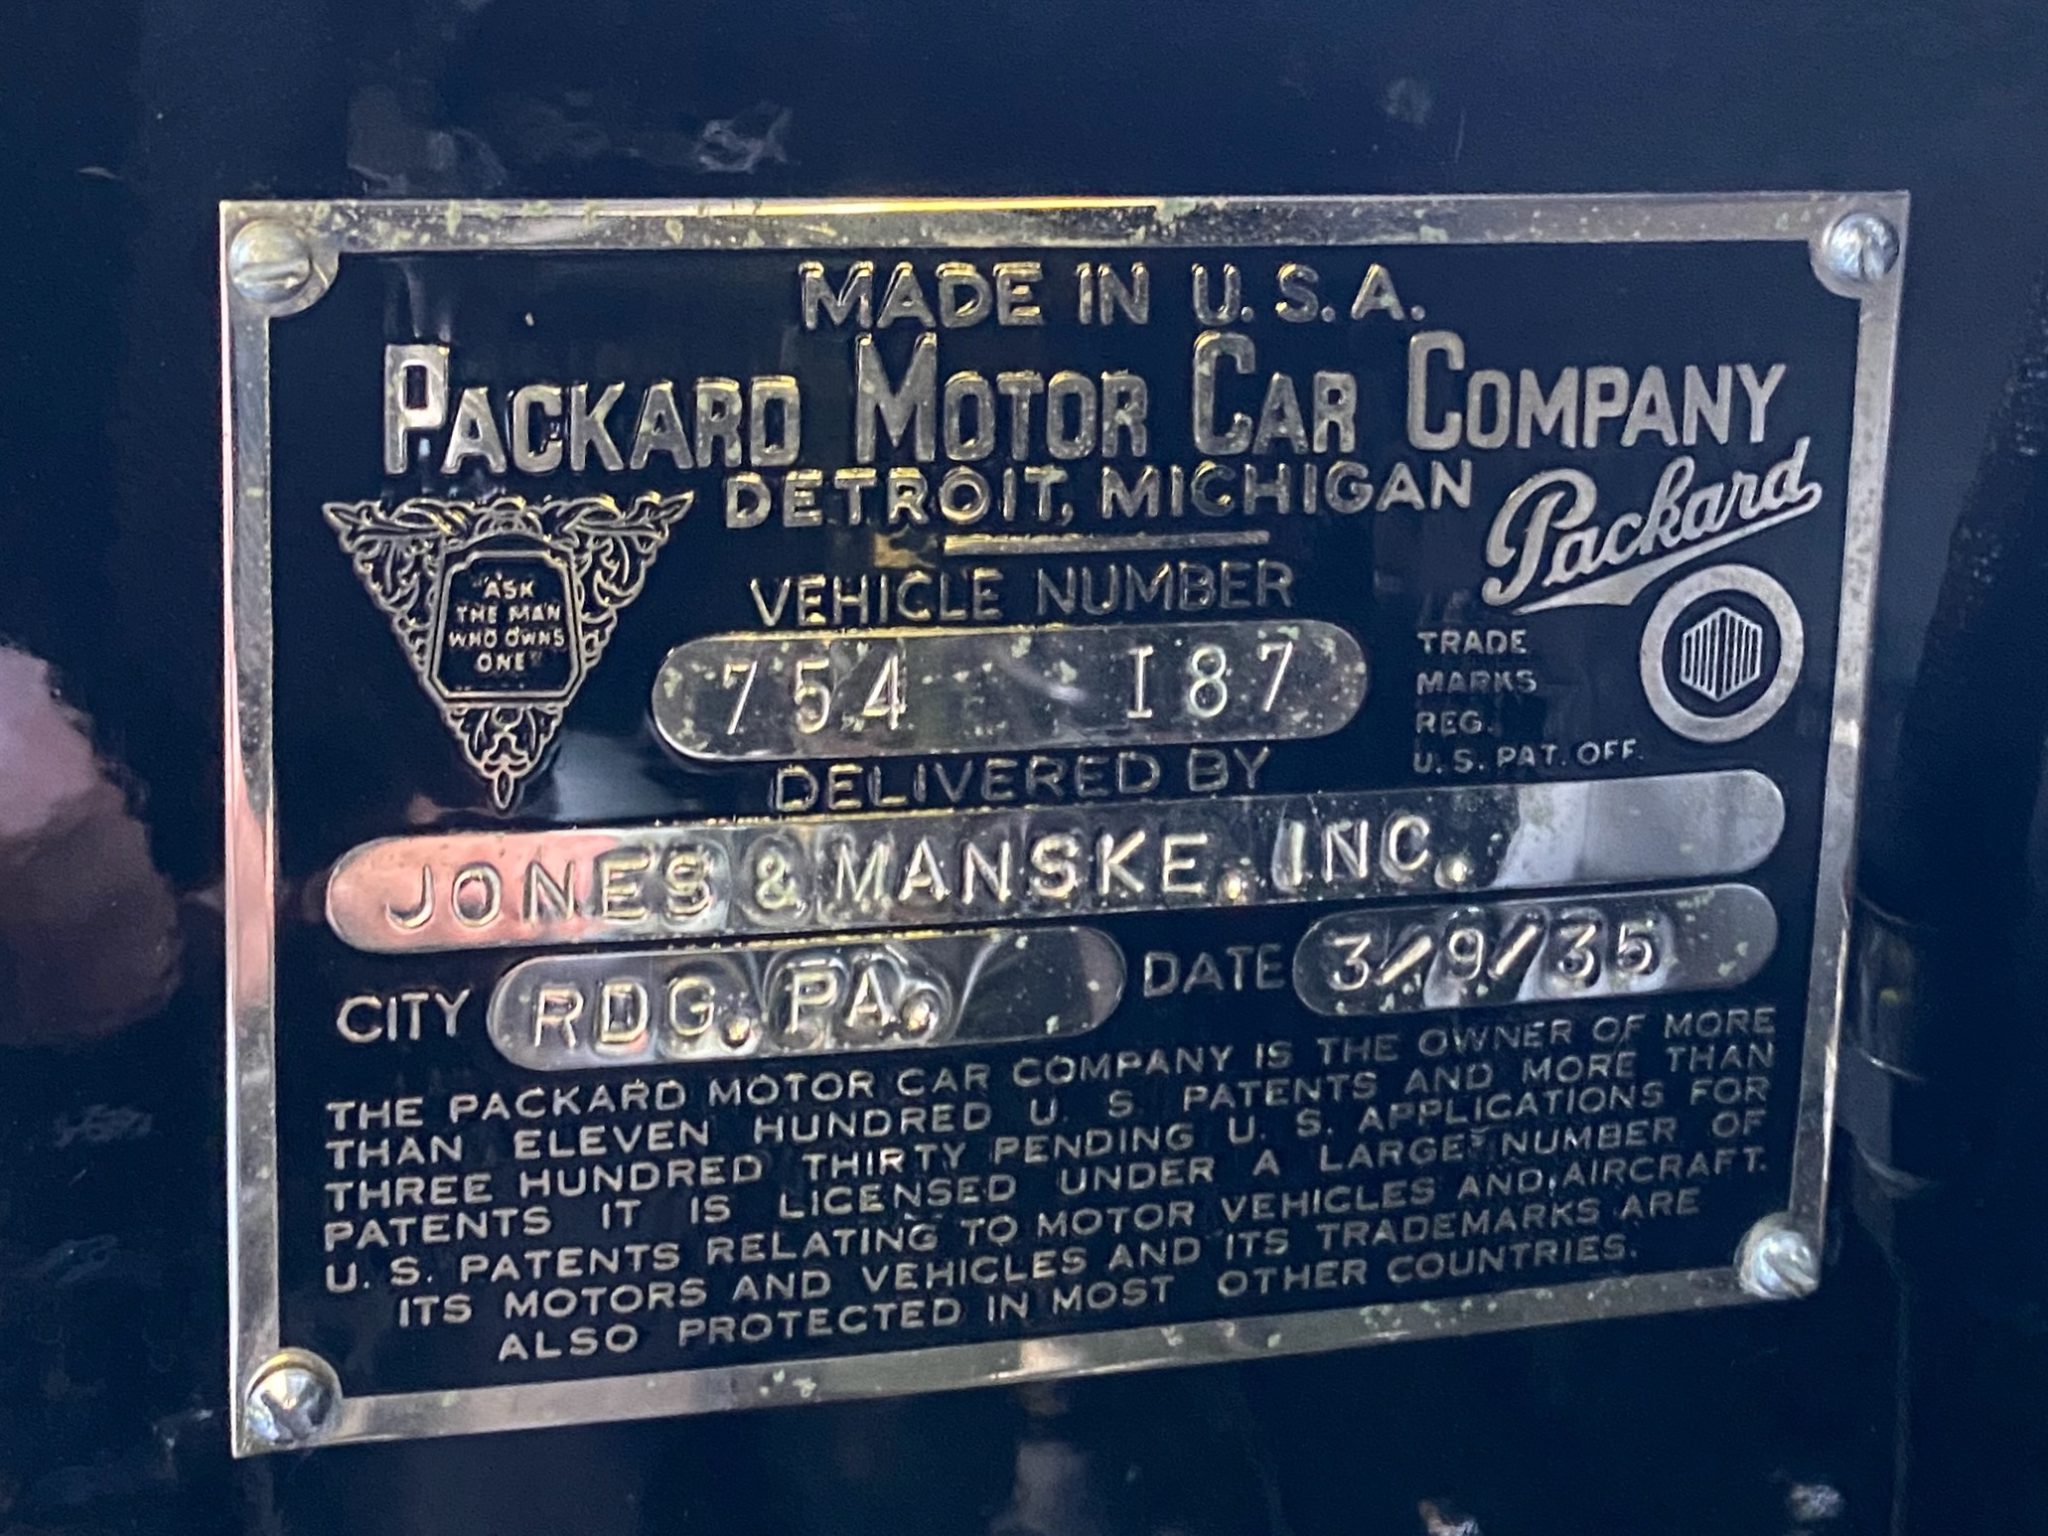 MADE IN U.S.A.
PACKARD MOTOR CAR COMPANY
DETROIT, MICHIGAN
"ASK
THE MAN
WHO OWNS
ONE"
Packard
VEHICLE NUMBER
754 187
TRADE
MARKS
REG.
U.S. PAT. OFF.
DELIVERED BY
JONES & MANSKE, INC.
CITY RDG. PA. DATE 3/9/35
THE PACKARD MOTOR CAR COMPANY IS THE OWNER OF MORE
THAN ELEVEN HUNDRED U. S. PATENTS AND MORE THAN
THREE HUNDRED THIRTY PENDING U. S. APPLICATIONS FOR
PATENTS IT IS LICENSED UNDER A LARGE NUMBER OF
U. S. PATENTS RELATING TO MOTOR VEHICLES AND AIRCRAFT.
ITS MOTORS AND VEHICLES AND ITS TRADEMARKS ARE
ALSO PROTECTED IN MOST OTHER COUNTRIES.